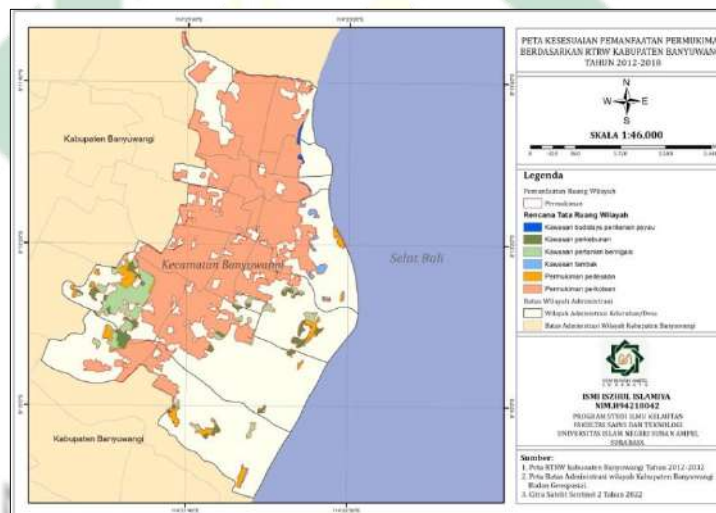 PETA KESESUAIAN PEMANFAATAN PERMUKIMA
BERDASARKAN RTRW KABUPATEN BANYUWANG
TAHUN 2012-2018
N
W E
S
SKALA 1:46.000
Legenda
Pemanfaatan Ruang Wilayah
Permukiman
Rencana Tata Ruang Wilayah
Kawasan budidaya perikanan payau
Kawasan perkebunan
Kawasan pertanian beririgasi
Kawasan tambak
Permukiman perdesaan
Permukiman perkotaan
Batas Wilayah Administrasi
Wilayah Administrasi Kelurahan/Desa
Batas Administrasi Wilayah Kabupaten Banyuwangi
ISMI ISZIRUL ISLAMIYA
NIM.H94218042
PROGRAM STUDI ILMU KELAUTAN
FAKULTAS SAINS DAN TEKNOLOGI
UNIVERSITAS ISLAM NEGERI SUNAN AMPEL
SURABAYA
Sumber:
1. Peta RTRW kabupaten Banyuwangi Tahun 2012-2032
2. Peta Batas Administrasi wilayah Kabupaten Banyuwangi
Badan Geospasial.
3. Citra Satelit Sentinel 2 Tahun 2022
Kabupaten Banyuwangi
Kecamatan Banyuwangi
Selat Bali
Kabupaten Banyuwangi